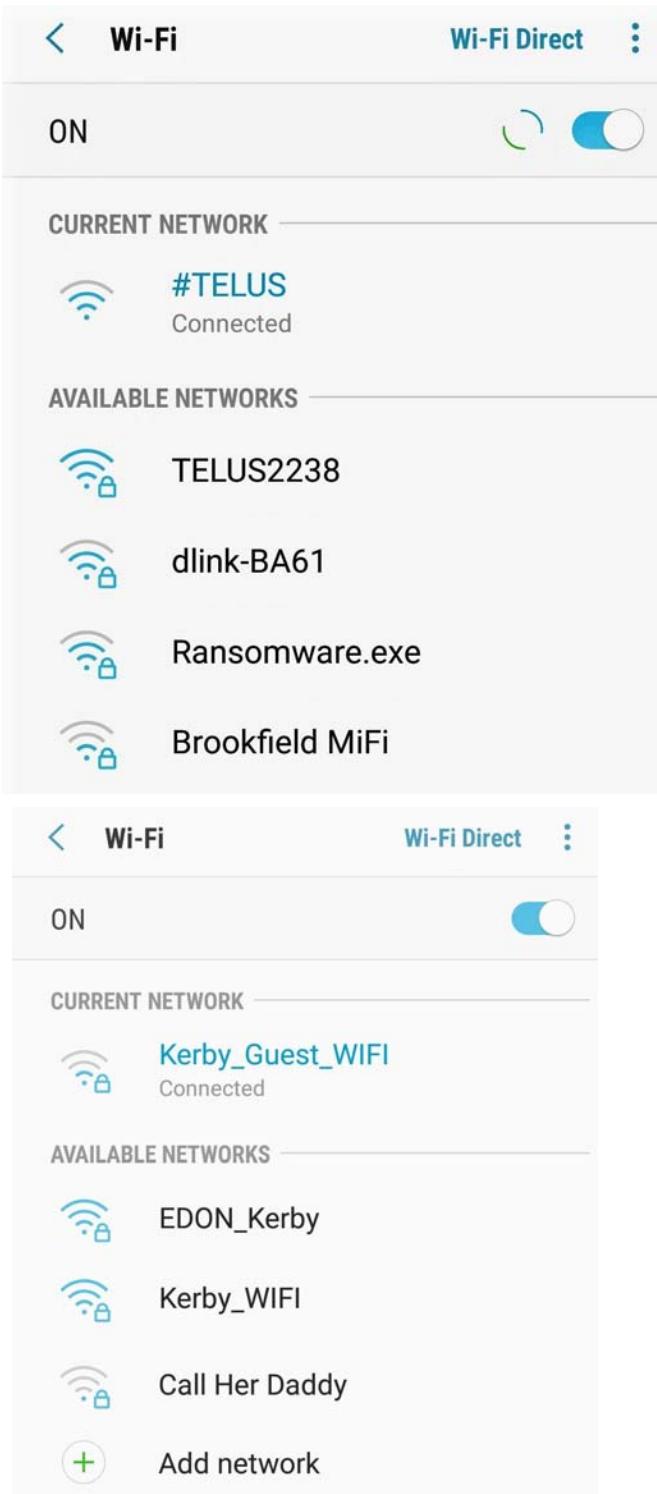 Wi-Fi Wi-Fi Direct
ON
CURRENT NETWORK
#TELUS
Connected
AVAILABLE NETWORKS
TELUS2238
dlink-BA61
Ransomware.exe
Brookfield MiFi
Wi-Fi Wi-Fi Direct
ON
CURRENT NETWORK
Kerby_Guest_WIFI
Connected
AVAILABLE NETWORKS
EDON_Kerby
Kerby_WIFI
Call Her Daddy
Add network